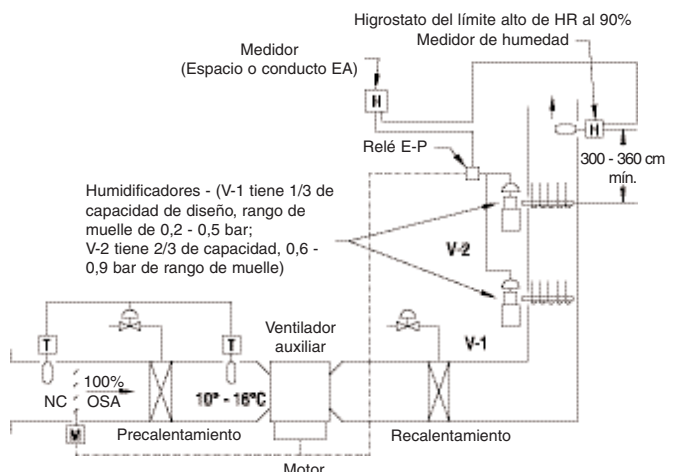 Higrostato del límite alto de HR al 90%
Medidor de humedad
Medidor
(Espacio o conducto EA)
H
H
Relé E-P
300 - 360 cm
mín.
Humidificadores - (V-1 tiene 1/3 de
capacidad de diseño, rango de
muelle de 0,2 - 0,5 bar;
V-2 tiene 2/3 de capacidad, 0,6 -
0,9 bar de rango de muelle)
V-2
V-1
Ventilador
auxiliar
T
T
100%
OSA
NC
10° - 16°C
M
Precalentamiento
Recalentamiento
Motor